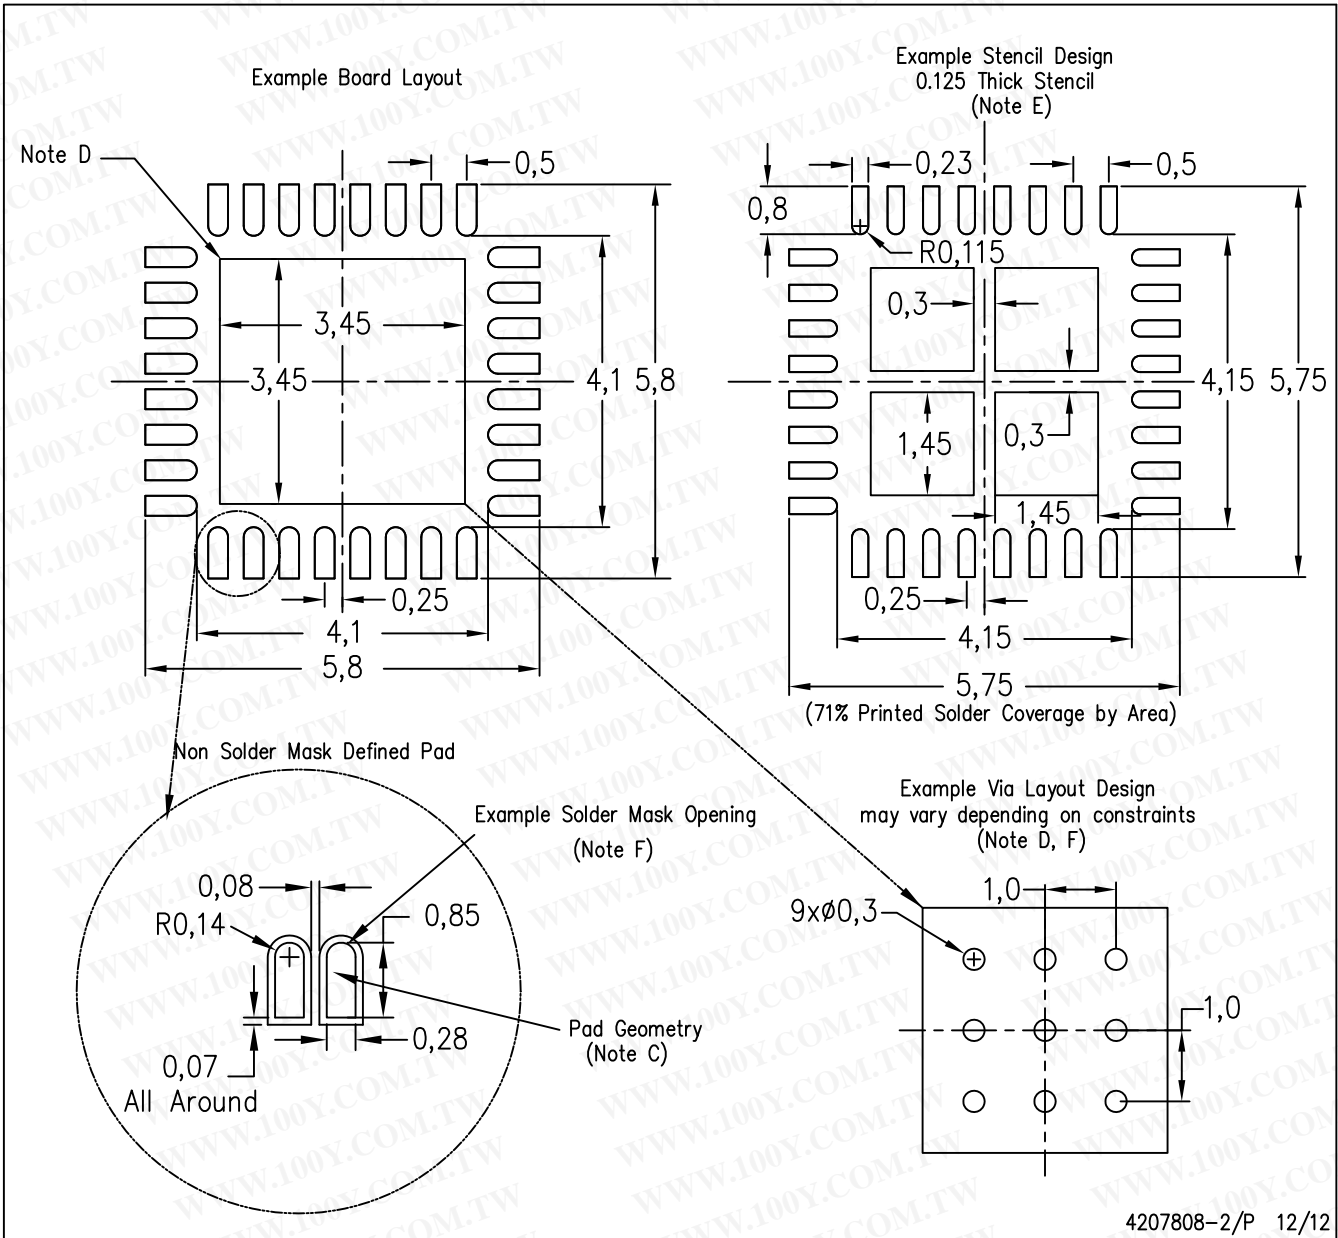 Example Board Layout
Note D
0,5
3,45
3,45
4,1
5,8
0,25
4,1
5,8
Example Stencil Design
0.125 Thick Stencil
(Note E)
0,23
0,5
0,8
R0,115
0,3
4,15
5,75
1,45
0,3
1,45
0,25
4,15
5,75
(71% Printed Solder Coverage by Area)
Non Solder Mask Defined Pad
Example Solder Mask Opening
(Note F)
0,08
R0,14
0,85
0,28
Pad Geometry
(Note C)
0,07
All Around
Example Via Layout Design
may vary depending on constraints
(Note D, F)
1,0
9xø0,3
1,0
4207808-2/P 12/12
WWW.100Y.COM.TW